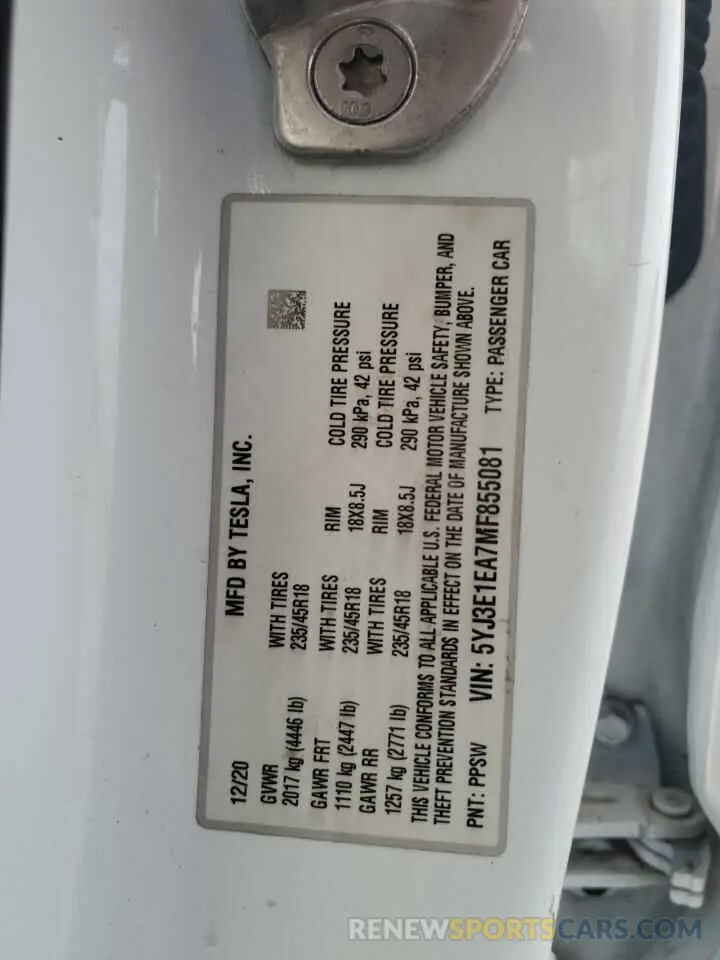 12/20 MFD BY TESLA, INC.
GVWR WITH TIRES
2017 kg (4446 lb) 235/45R18
GAWR FRT WITH TIRES RIM COLD TIRE PRESSURE
1110 kg (2447 lb) 235/45R18 18X8.5J 290 kPa, 42 psi
GAWR RR WITH TIRES RIM COLD TIRE PRESSURE
1257 kg (2771 lb) 235/45R18 18X8.5J 290 kPa, 42 psi
THIS VEHICLE CONFORMS TO ALL APPLICABLE U.S. FEDERAL MOTOR VEHICLE SAFETY, BUMPER, AND
THEFT PREVENTION STANDARDS IN EFFECT ON THE DATE OF MANUFACTURE SHOWN ABOVE.
PNT: PPSW VIN: 5YJ3E1EA7MF855081 TYPE: PASSENGER CAR
RENEWSPORTSCARS.COM